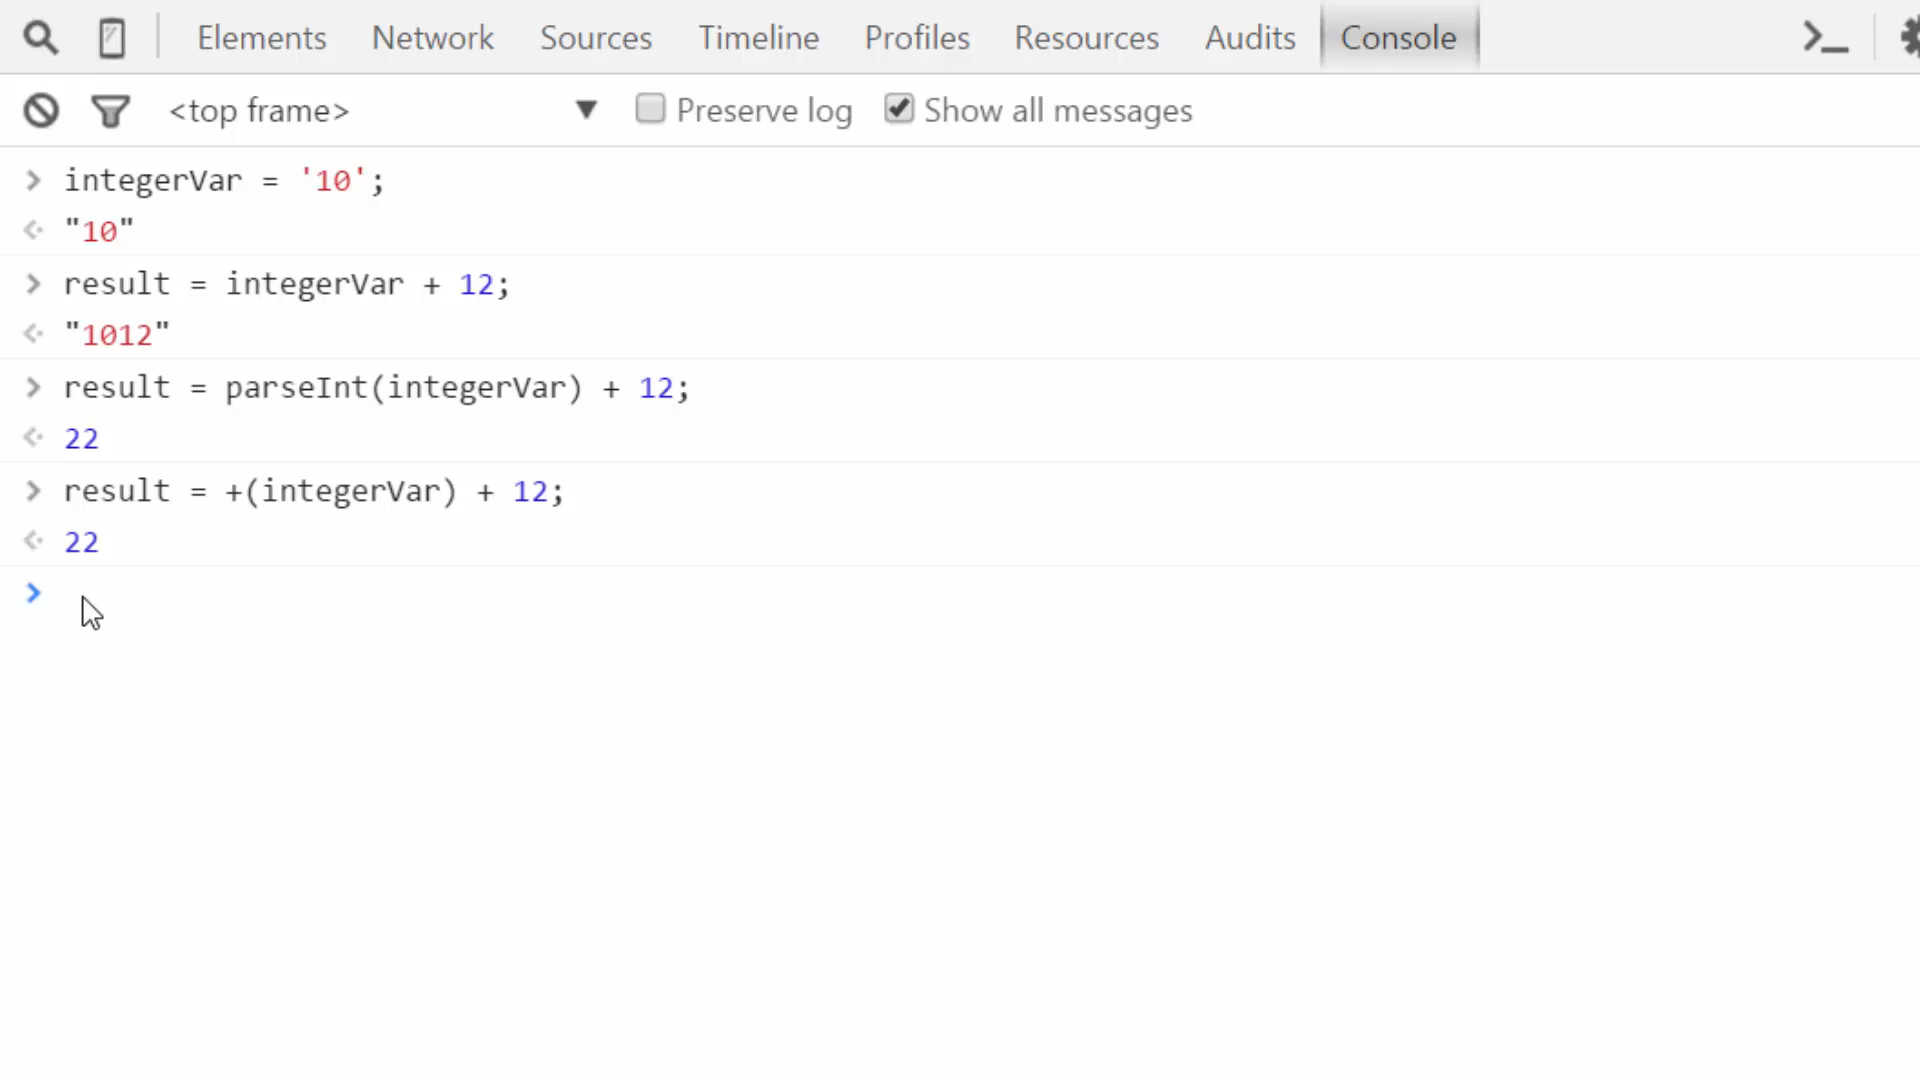 Elements Network Sources Timeline Profiles Resources Audits Console
<top frame> Preserve log Show all messages
integerVar = '10';
"10"
result = integerVar + 12;
"1012"
result = parseInt(integerVar) + 12;
22
result = +(integerVar) + 12;
22